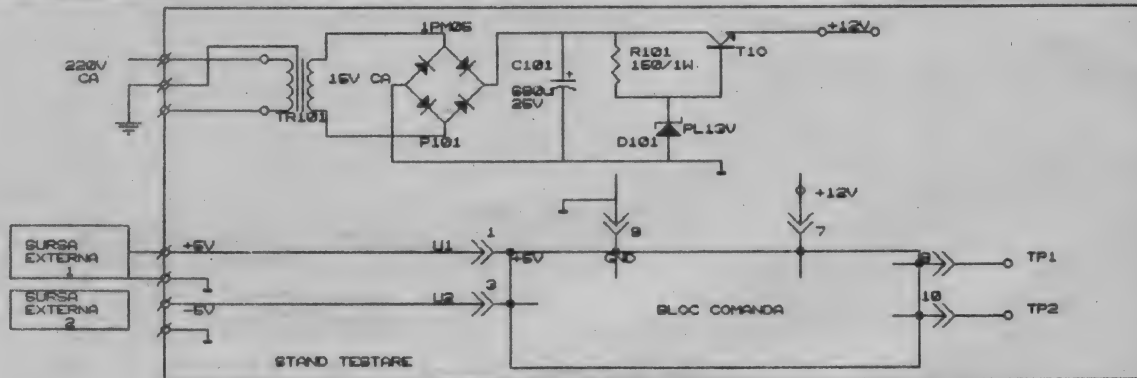 1PM05
+12V
220V
CA
15V CA
C101
680u
25V
R101
150/1W
T10
TR101
P101
D101
PL13V
+12V
SURSA
EXTERNA
1
+5V
U1
1
+5V
9
GND
7
8
TP1
SURSA
EXTERNA
2
-5V
U2
3
BLOC COMANDA
10
TP2
STAND TESTARE